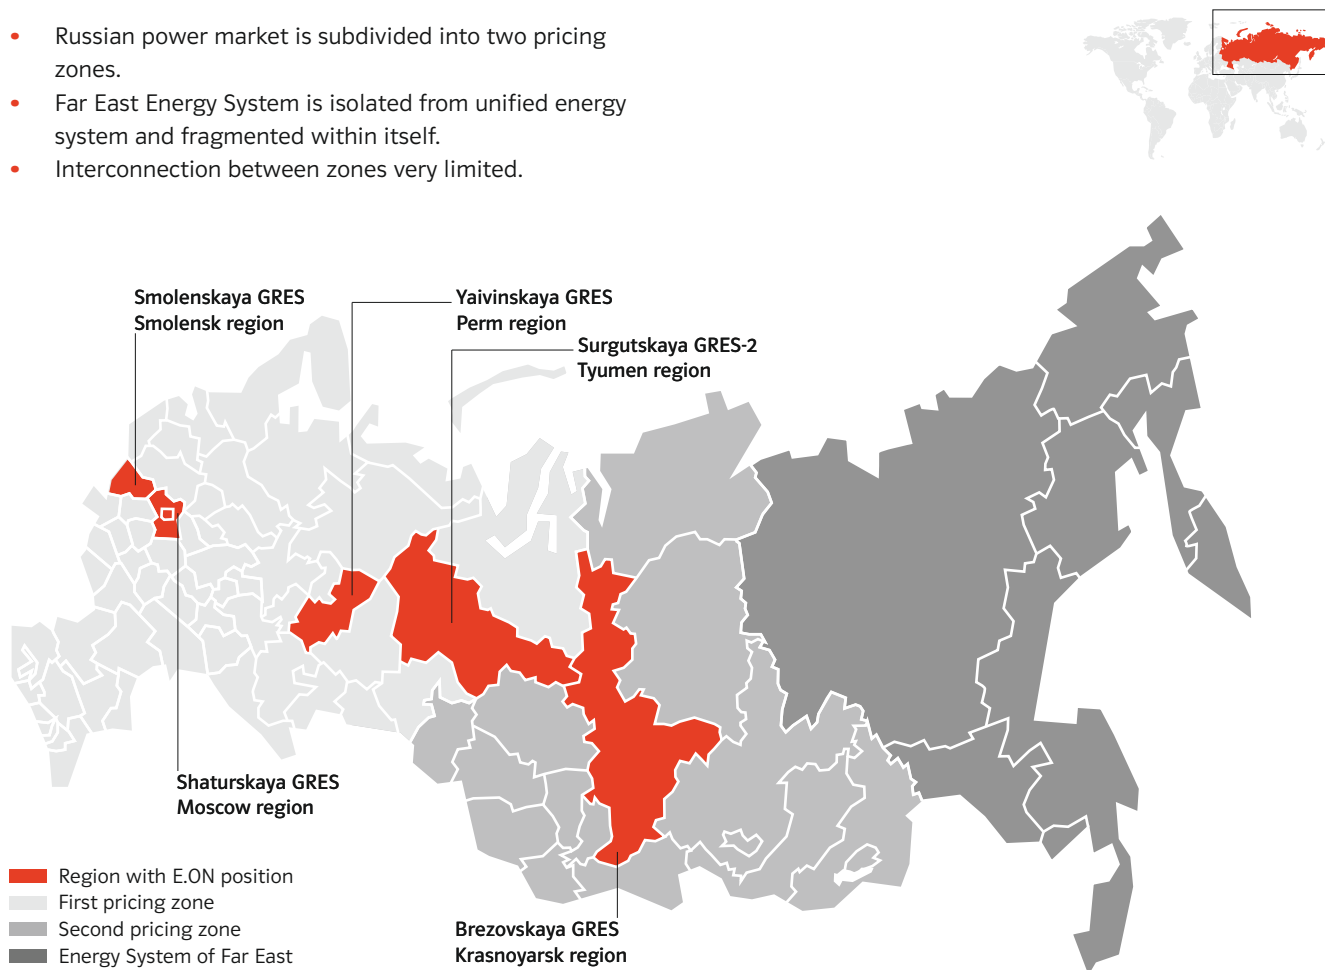 • Russian power market is subdivided into two pricing
zones.
• Far East Energy System is isolated from unified energy
system and fragmented within itself.
• Interconnection between zones very limited.
Smolenskaya GRES
Smolensk region
Yaivinskaya GRES
Perm region
Surgutskaya GRES-2
Tyumen region
Shaturskaya GRES
Moscow region
Brezovskaya GRES
Krasnoyarsk region
Region with E.ON position
First pricing zone
Second pricing zone
Energy System of Far East